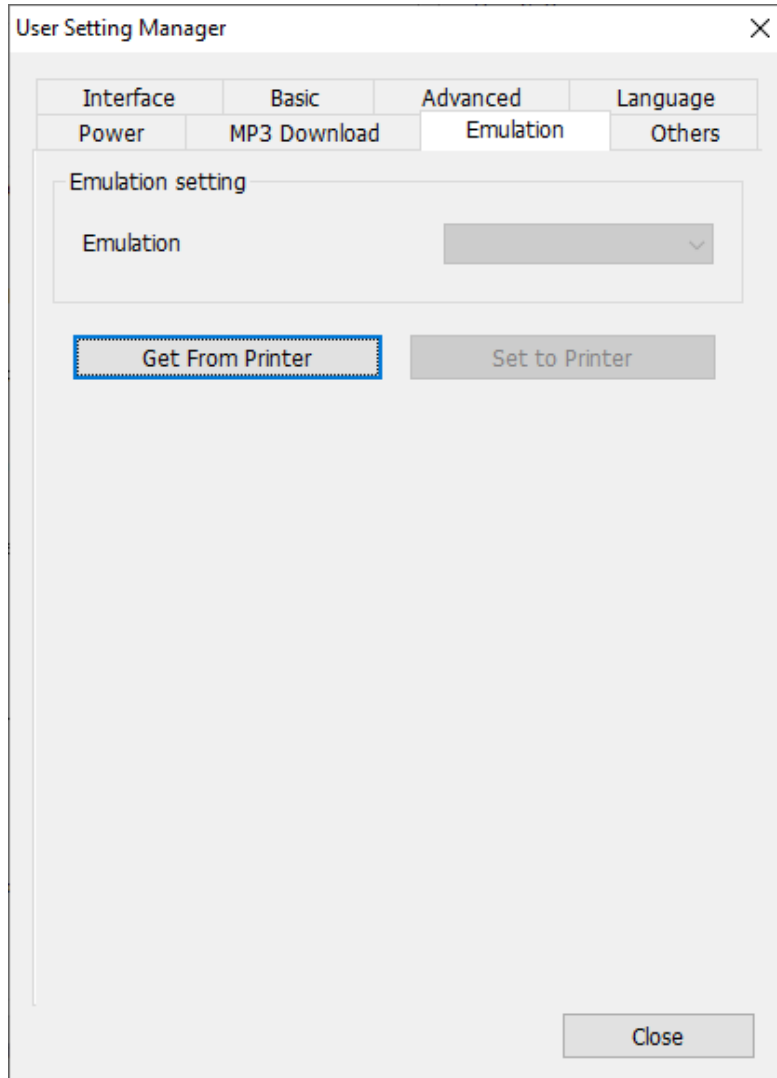 User Setting Manager
Interface Basic Advanced Language
Power MP3 Download Emulation Others
Emulation setting
Emulation
Get From Printer Set to Printer
Close